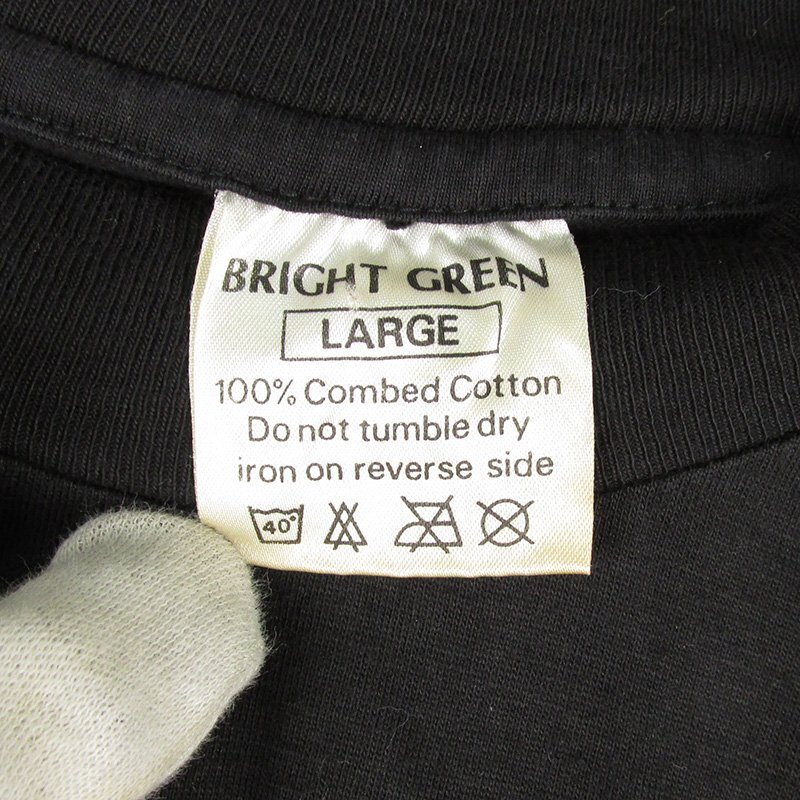 BRIGHT GREEN
LARGE
100% Combed Cotton
Do not tumble dry
iron on reverse side
40°